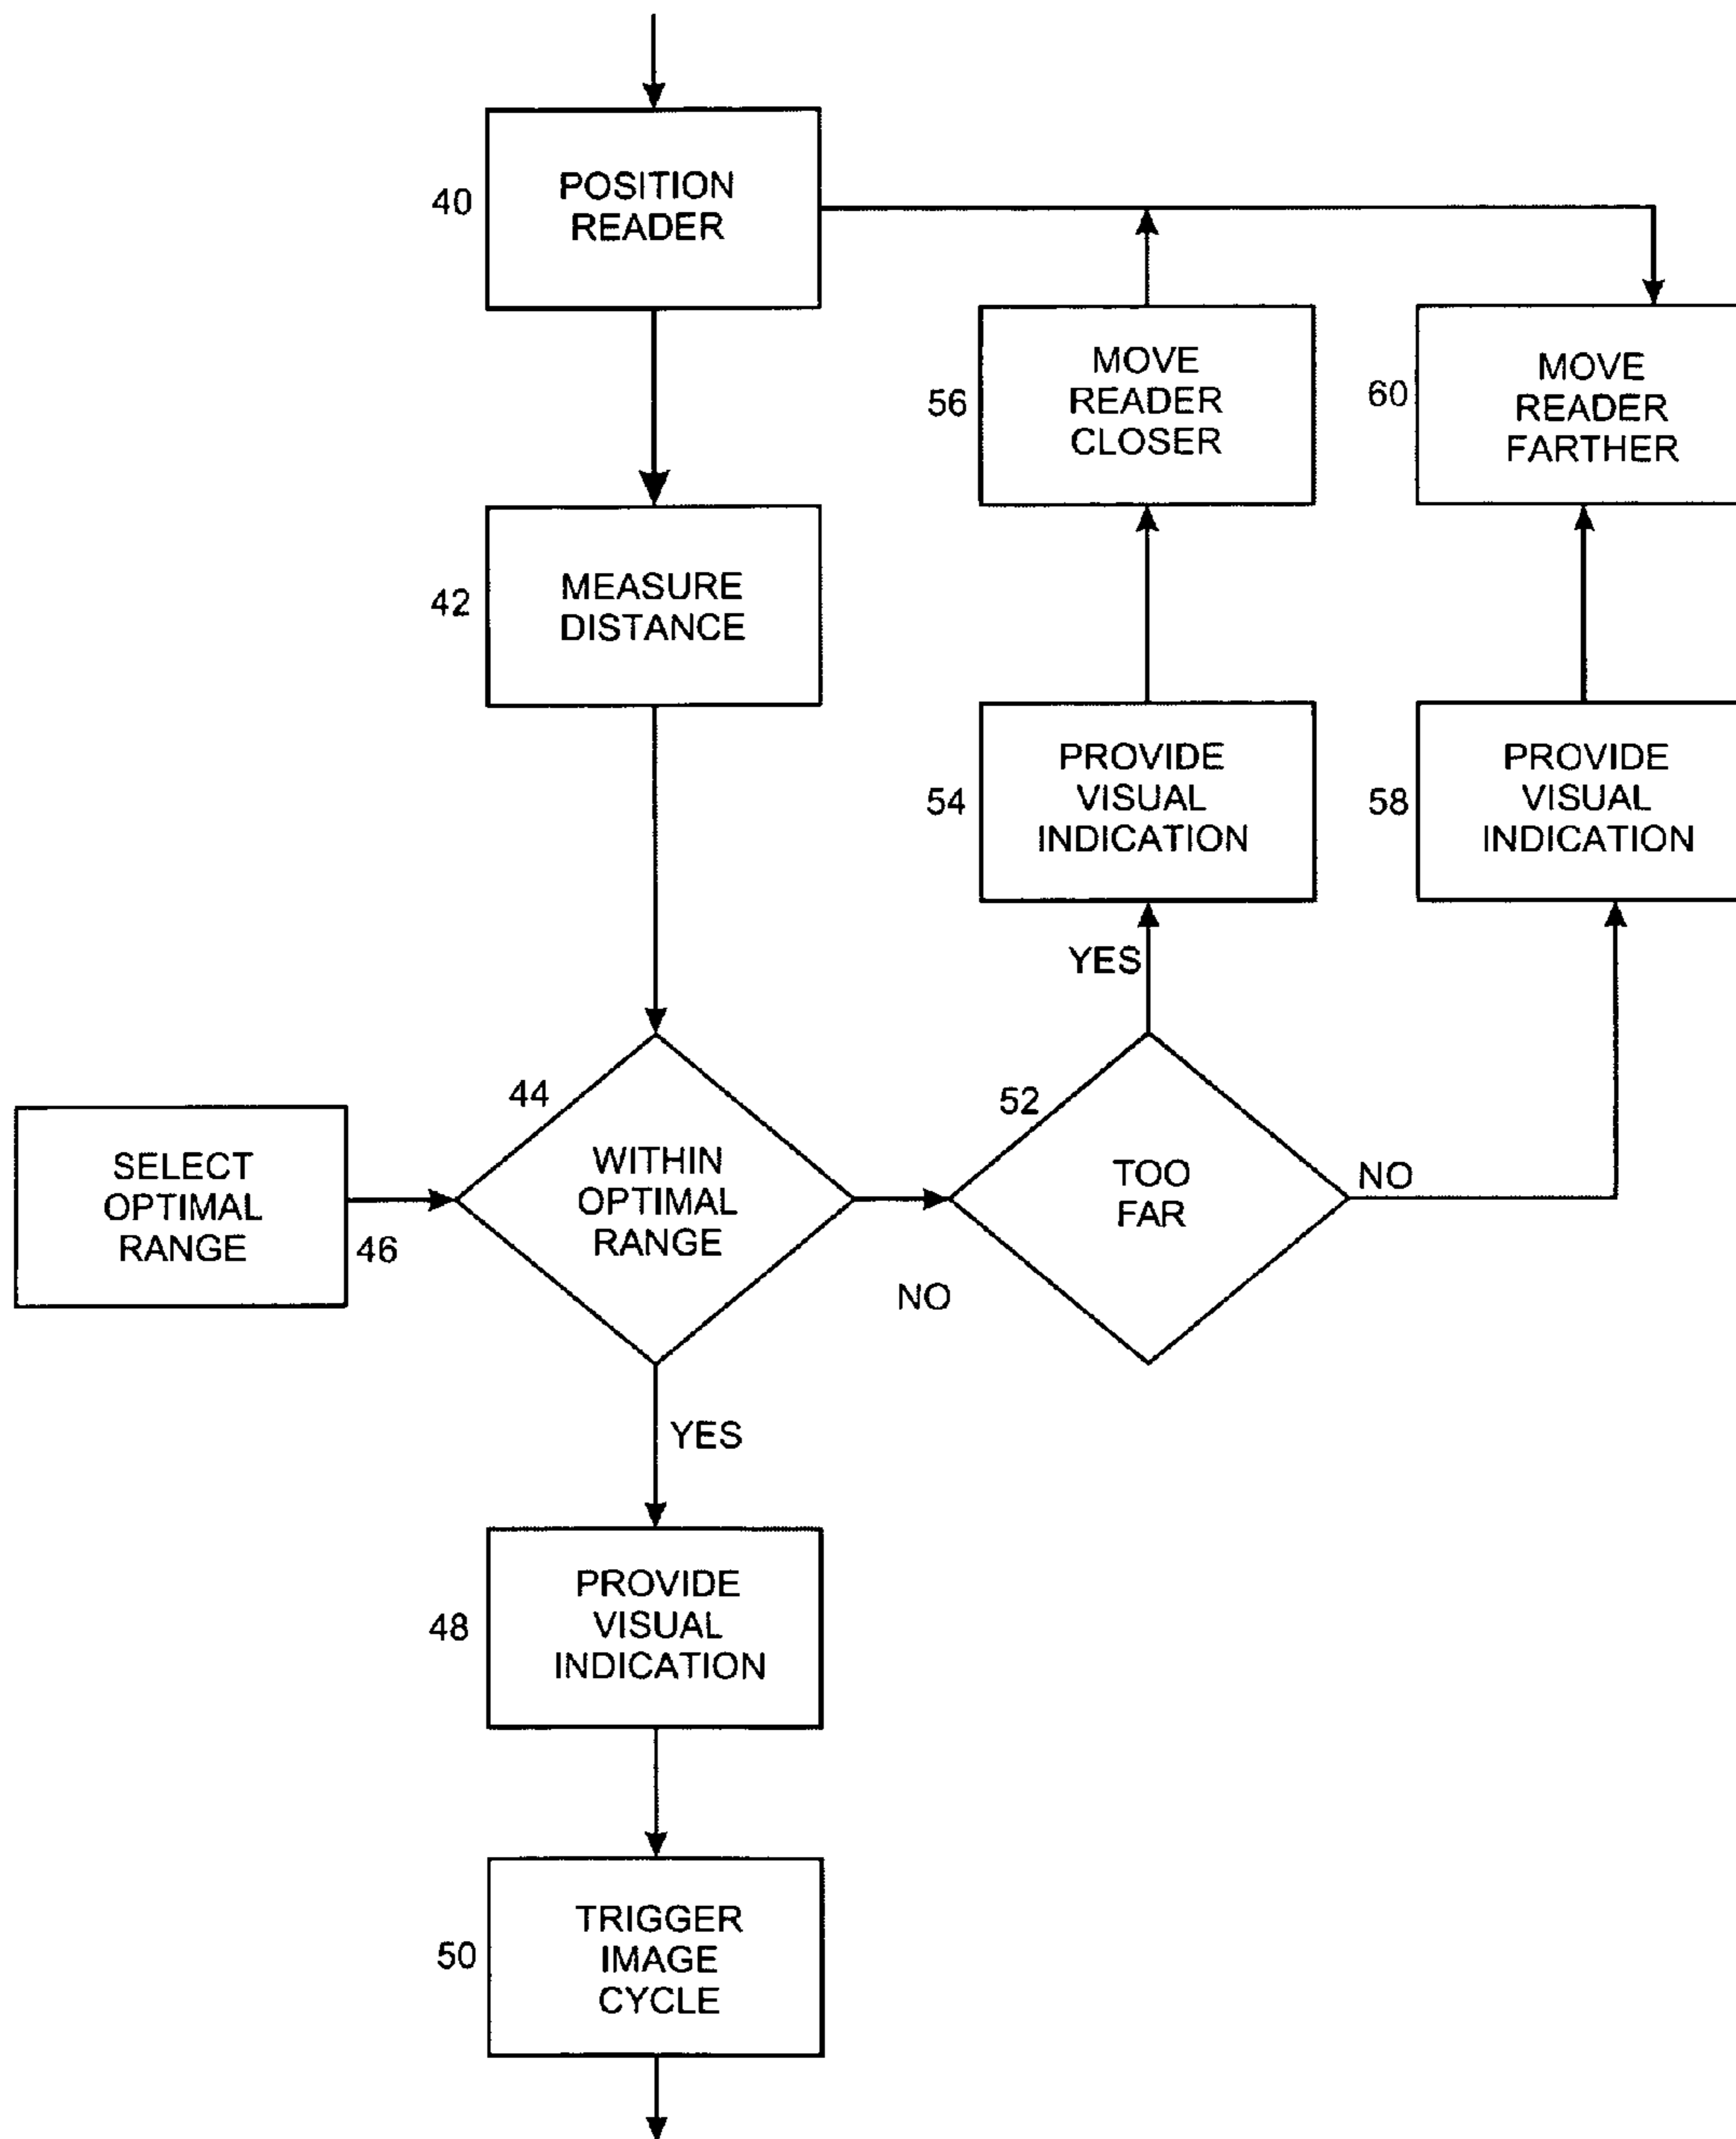 40
POSITION
READER
56
MOVE
READER
CLOSER
60
MOVE
READER
FARTHER
42
MEASURE
DISTANCE
54
PROVIDE
VISUAL
INDICATION
58
PROVIDE
VISUAL
INDICATION
YES
44
52
SELECT
OPTIMAL
RANGE
46
WITHIN
OPTIMAL
RANGE
TOO
FAR
NO
NO
YES
48
PROVIDE
VISUAL
INDICATION
50
TRIGGER
IMAGE
CYCLE